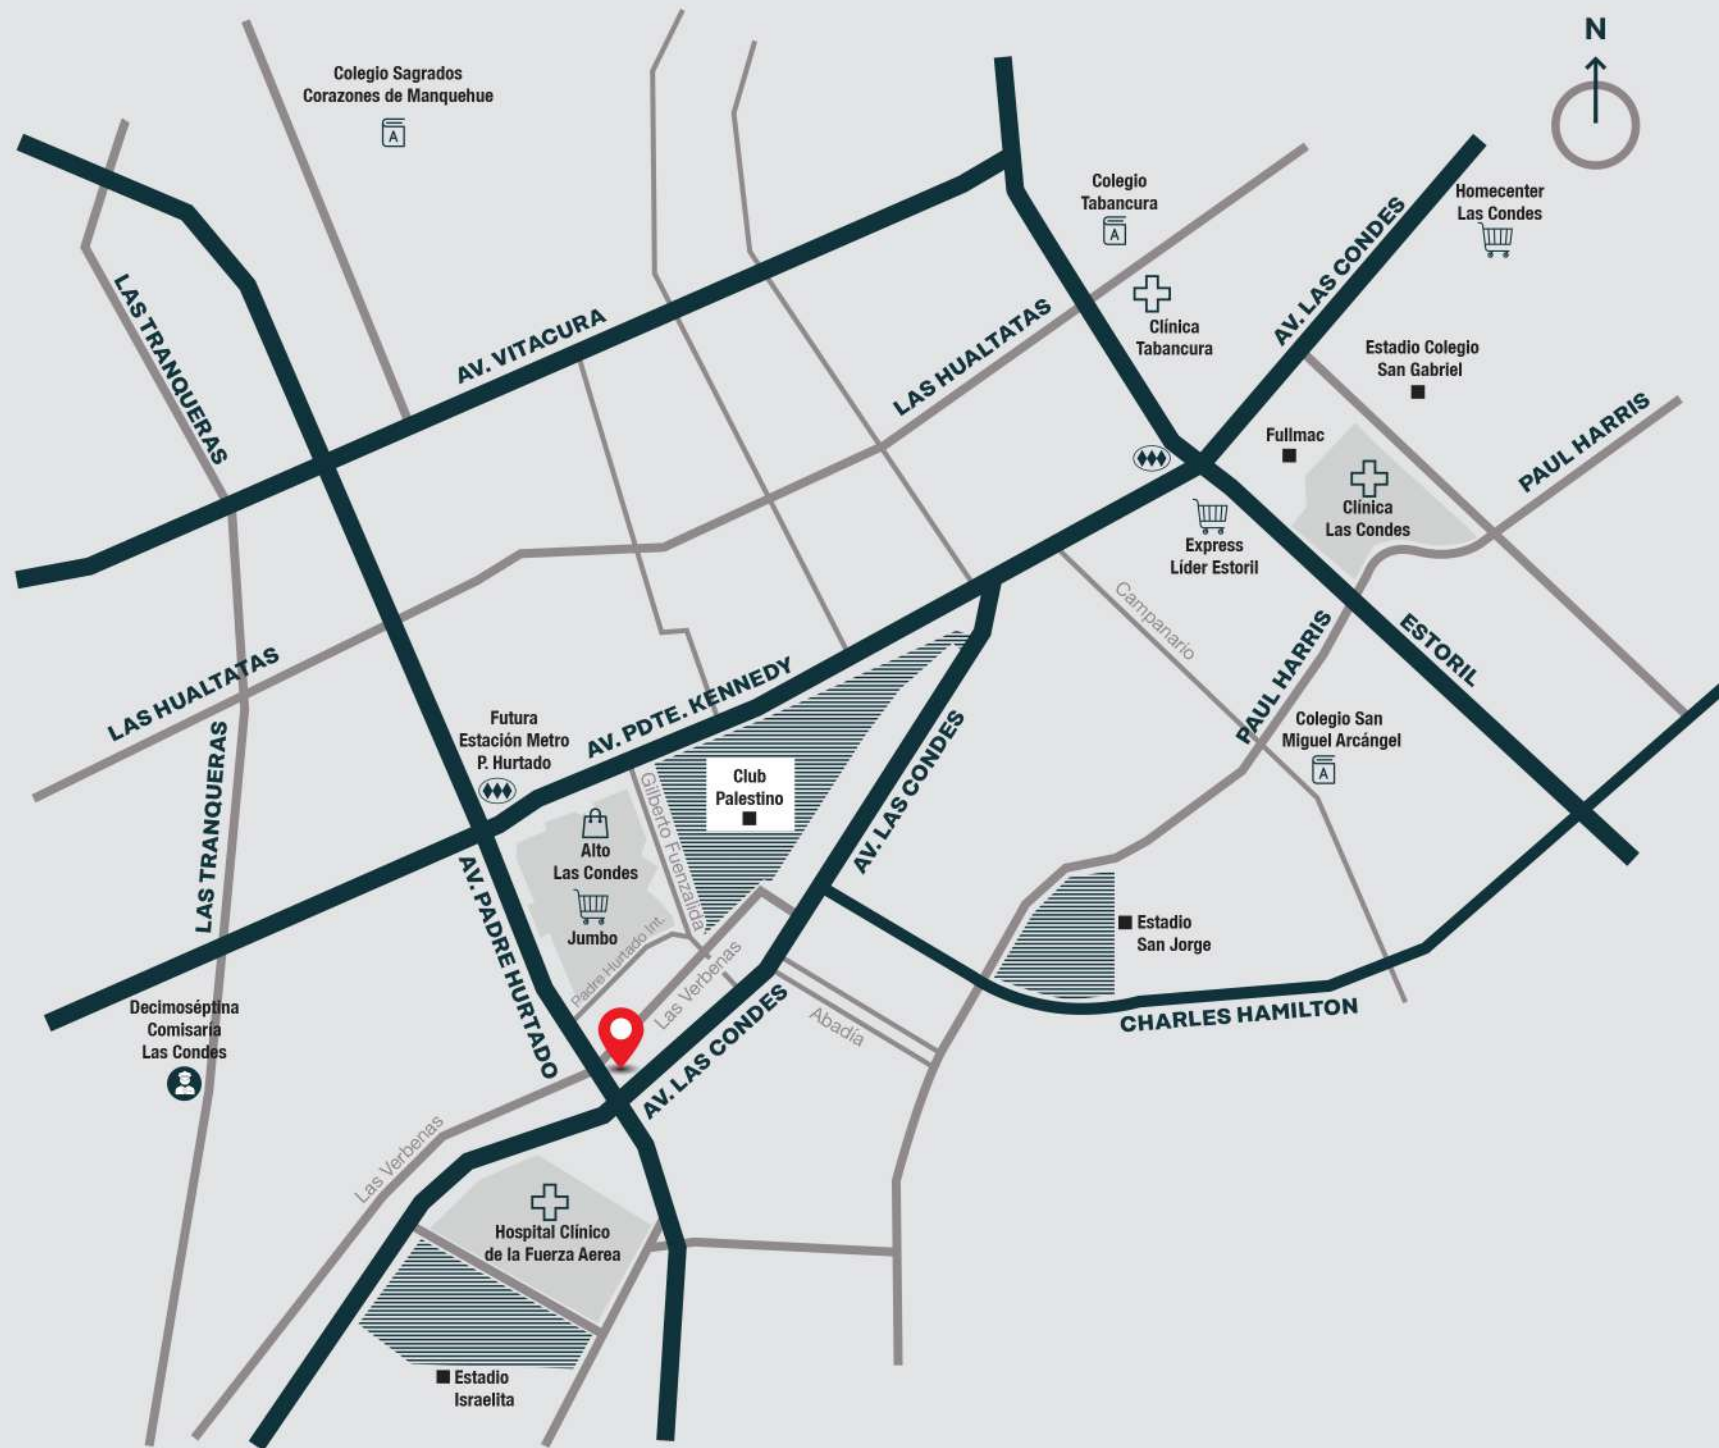 N
Colegio Sagrados
Corazones de Manquehue
A
Colegio
Tabancura
A
Homecenter
Las Condes
AV. LAS CONDES
LAS TRANQUERAS
AV. VITACURA
LAS HUALTATAS
Clínica
Tabancura
Estadio Colegio
San Gabriel
PAUL HARRIS
Fullmac
Clínica
Las Condes
Express
Líder Estoril
Campanario
ESTORIL
PAUL HARRIS
LAS HUALTATAS
Futura
Estación Metro
P. Hurtado
AV. PDTE. KENNEDY
Colegio San
Miguel Arcángel
A
LAS TRANQUERAS
Club
Palestino
Gilberto Fuenzalida
AV. LAS CONDES
Alto
Las Condes
Jumbo
AV. PADRE HURTADO
Padre Hurtado Int.
Las Verbenas
Estadio
San Jorge
CHARLES HAMILTON
Abadía
Decimoséptina
Comisaría
Las Condes
AV. LAS CONDES
Las Verbenas
Hospital Clínico
de la Fuerza Aerea
Estadio
Israelita